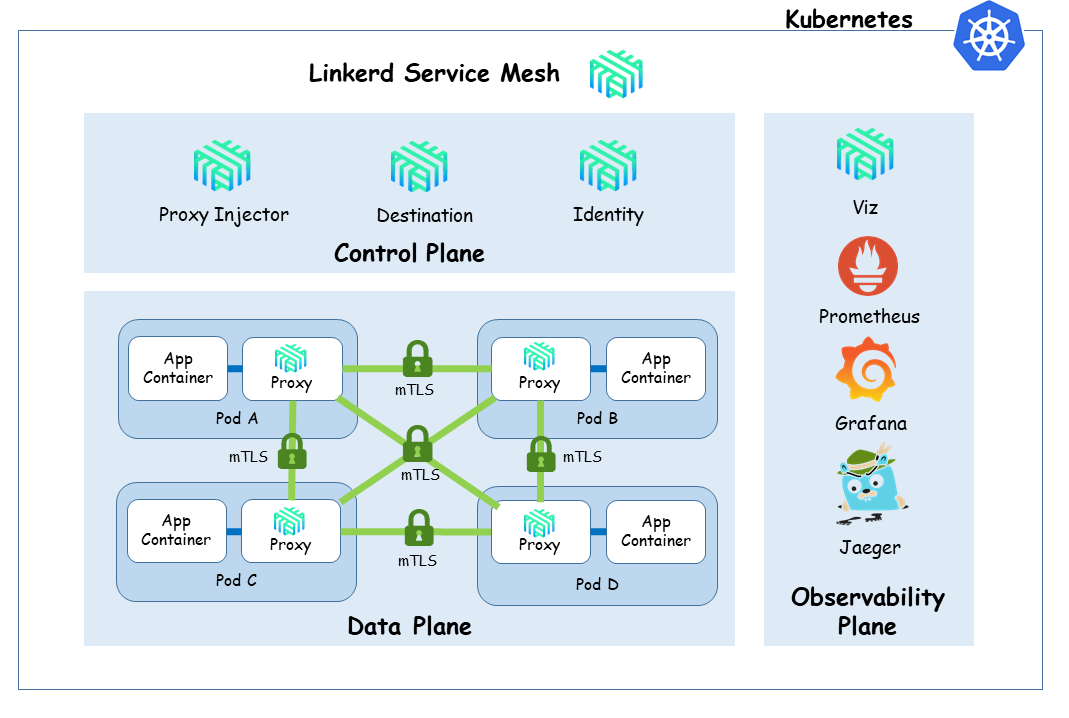 Kubernetes
Linkerd Service Mesh
Proxy Injector
Destination
Identity
Control Plane
Viz
Prometheus
Grafana
Jaeger
Observability
Plane
App
Container
Proxy
Pod A
mTLS
Proxy
App
Container
Pod B
mTLS
mTLS
mTLS
App
Container
Proxy
Pod C
mTLS
Proxy
App
Container
Pod D
Data Plane